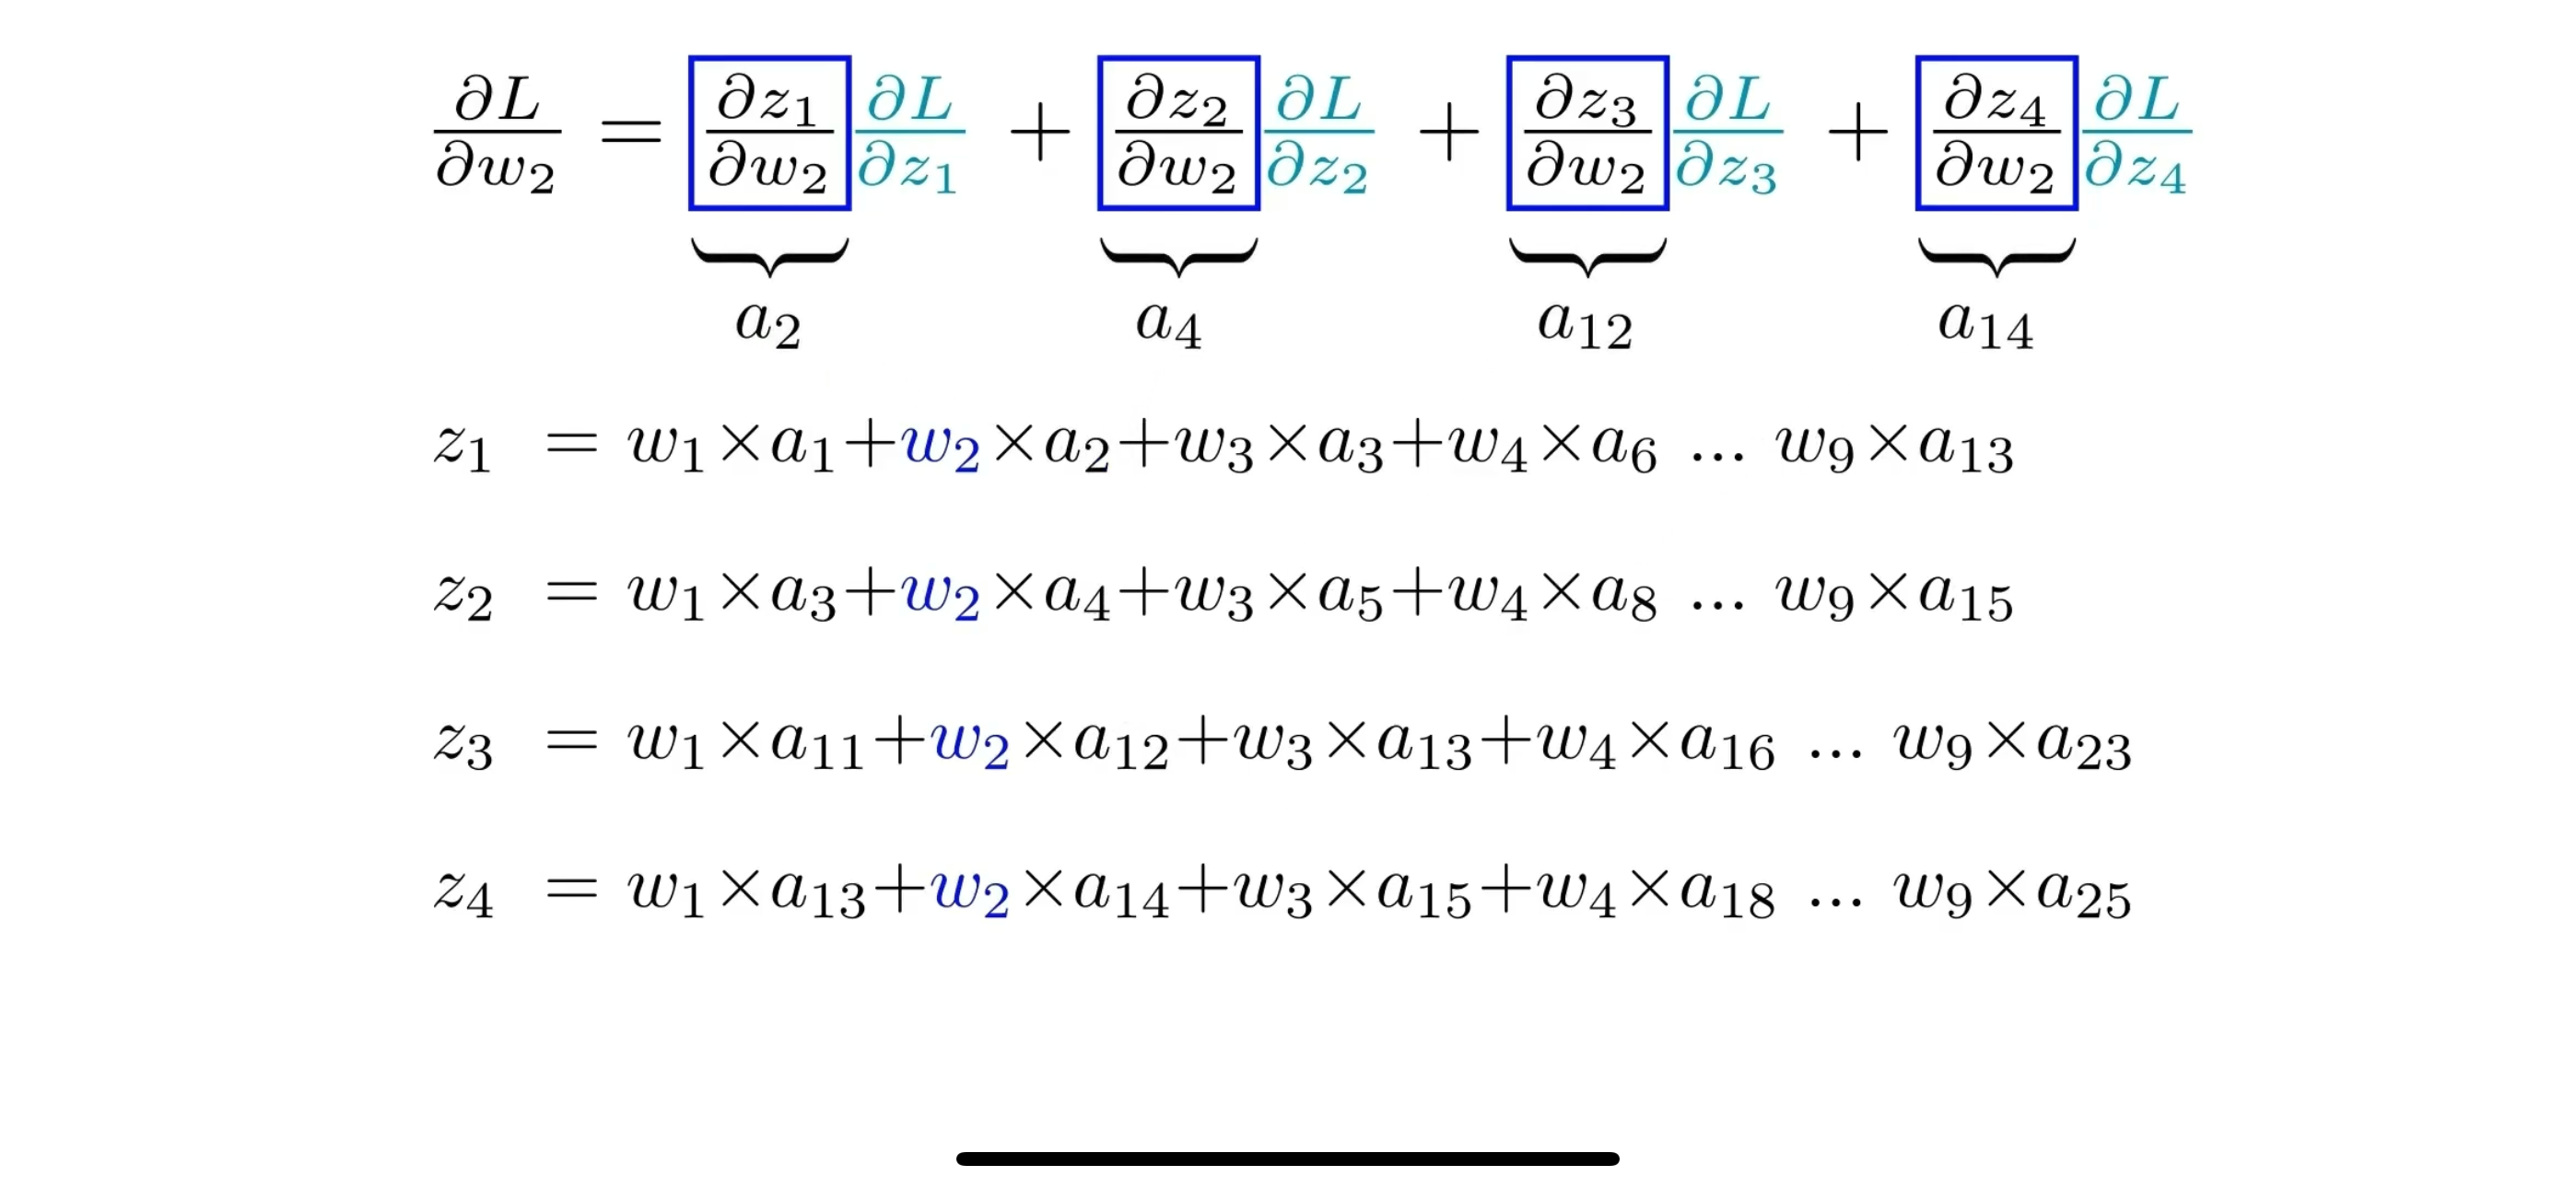 ∂L/∂w₂ = ∂z₁/∂w₂ ∂L/∂z₁ + ∂z₂/∂w₂ ∂L/∂z₂ + ∂z₃/∂w₂ ∂L/∂z₃ + ∂z₄/∂w₂ ∂L/∂z₄
a₂ a₄ a₁₂ a₁₄
z₁ = w₁×a₁+w₂×a₂+w₃×a₃+w₄×a₆ ... w₉×a₁₃
z₂ = w₁×a₃+w₂×a₄+w₃×a₅+w₄×a₈ ... w₉×a₁₅
z₃ = w₁×a₁₁+w₂×a₁₂+w₃×a₁₃+w₄×a₁₆ ... w₉×a₂₃
z₄ = w₁×a₁₃+w₂×a₁₄+w₃×a₁₅+w₄×a₁₈ ... w₉×a₂₅